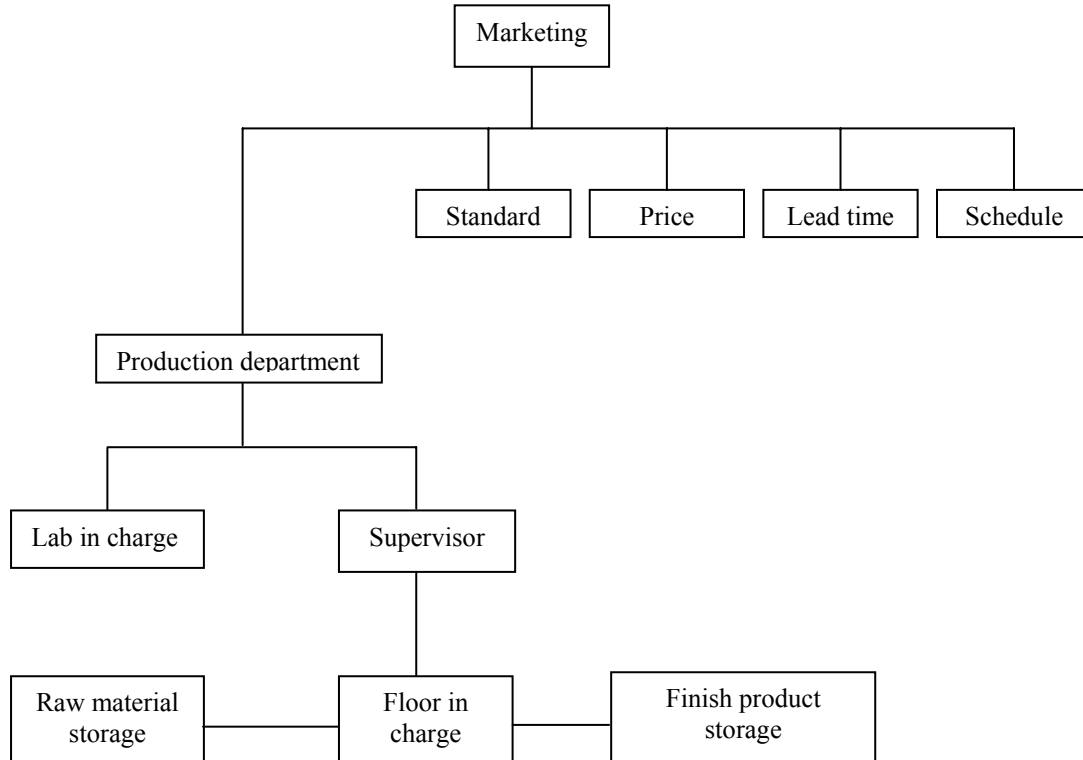 Marketing
Standard
Price
Lead time
Schedule
Production department
Lab in charge
Supervisor
Raw material
storage
Floor in
charge
Finish product
storage